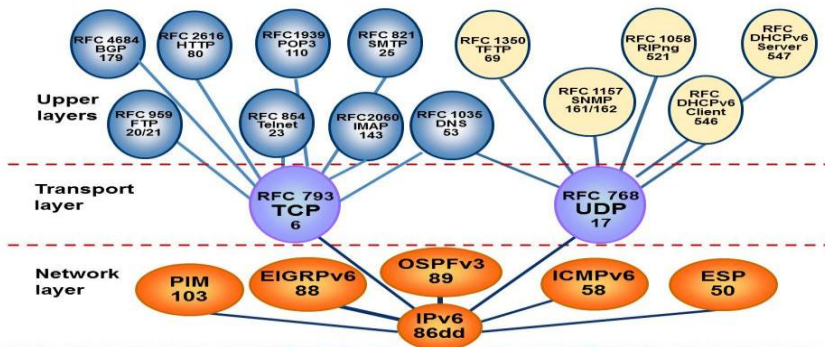 RFC 4684
BGP
179
RFC 2616
HTTP
80
RFC1939
POP3
110
RFC 821
SMTP
25
RFC 1350
TFTP
69
RFC 1058
RIPng
521
RFC
DHCPv6
Server
547
Upper
layers
RFC 959
FTP
20/21
RFC 854
Telnet
23
RFC2060
IMAP
143
RFC 1035
DNS
53
RFC 1157
SNMP
161/162
RFC
DHCPv6
Client
546
Transport
layer
RFC 793
TCP
6
RFC 768
UDP
17
Network
layer
PIM
103
EIGRPv6
88
OSPFv3
89
ICMPv6
58
ESP
50
IPv6
86dd